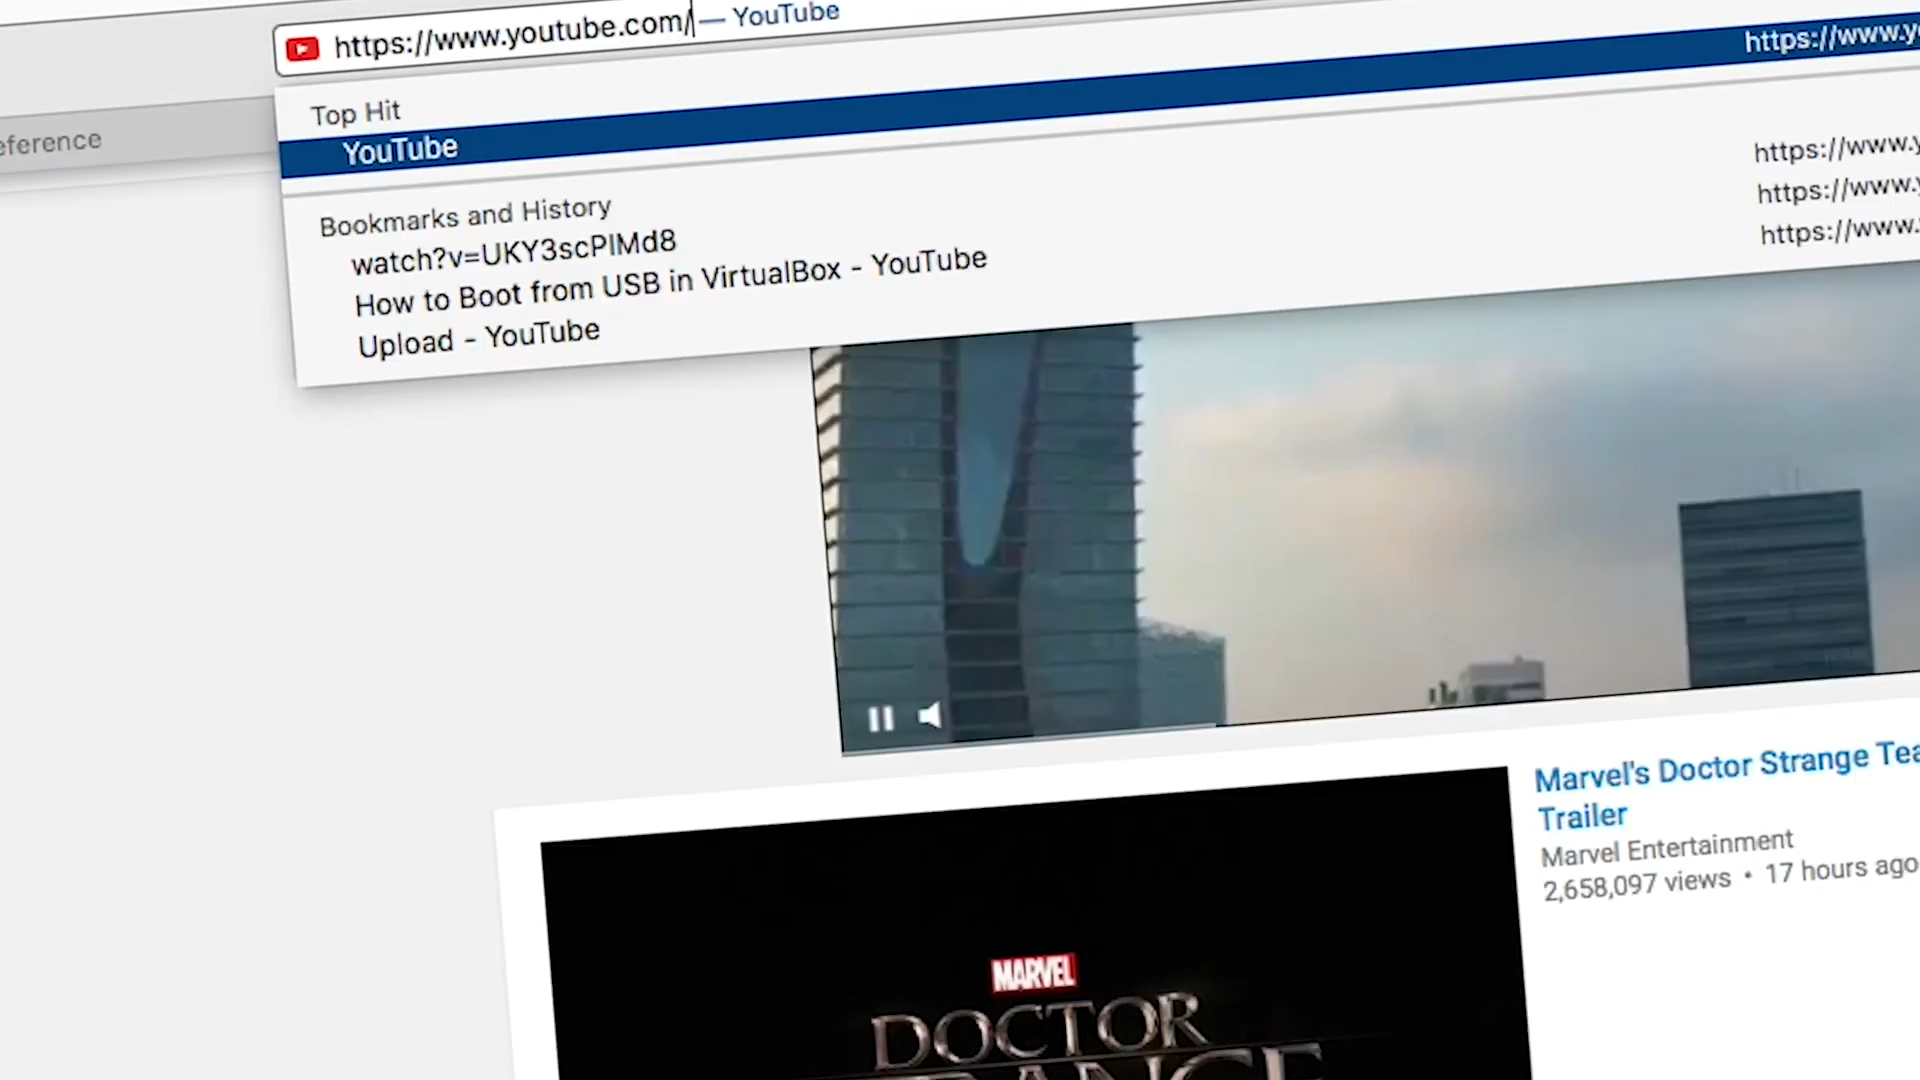 https://www.youtube.com/ — YouTube
Top Hit
YouTube
https://www.y
eference
Bookmarks and History
watch?v=UKY3scPlMd8
https://www.y
How to Boot from USB in VirtualBox - YouTube
https://www.y
Upload - YouTube
https://www.
Marvel's Doctor Strange Tea
Trailer
Marvel Entertainment
2,658,097 views • 17 hours ago
MARVEL
DOCTOR